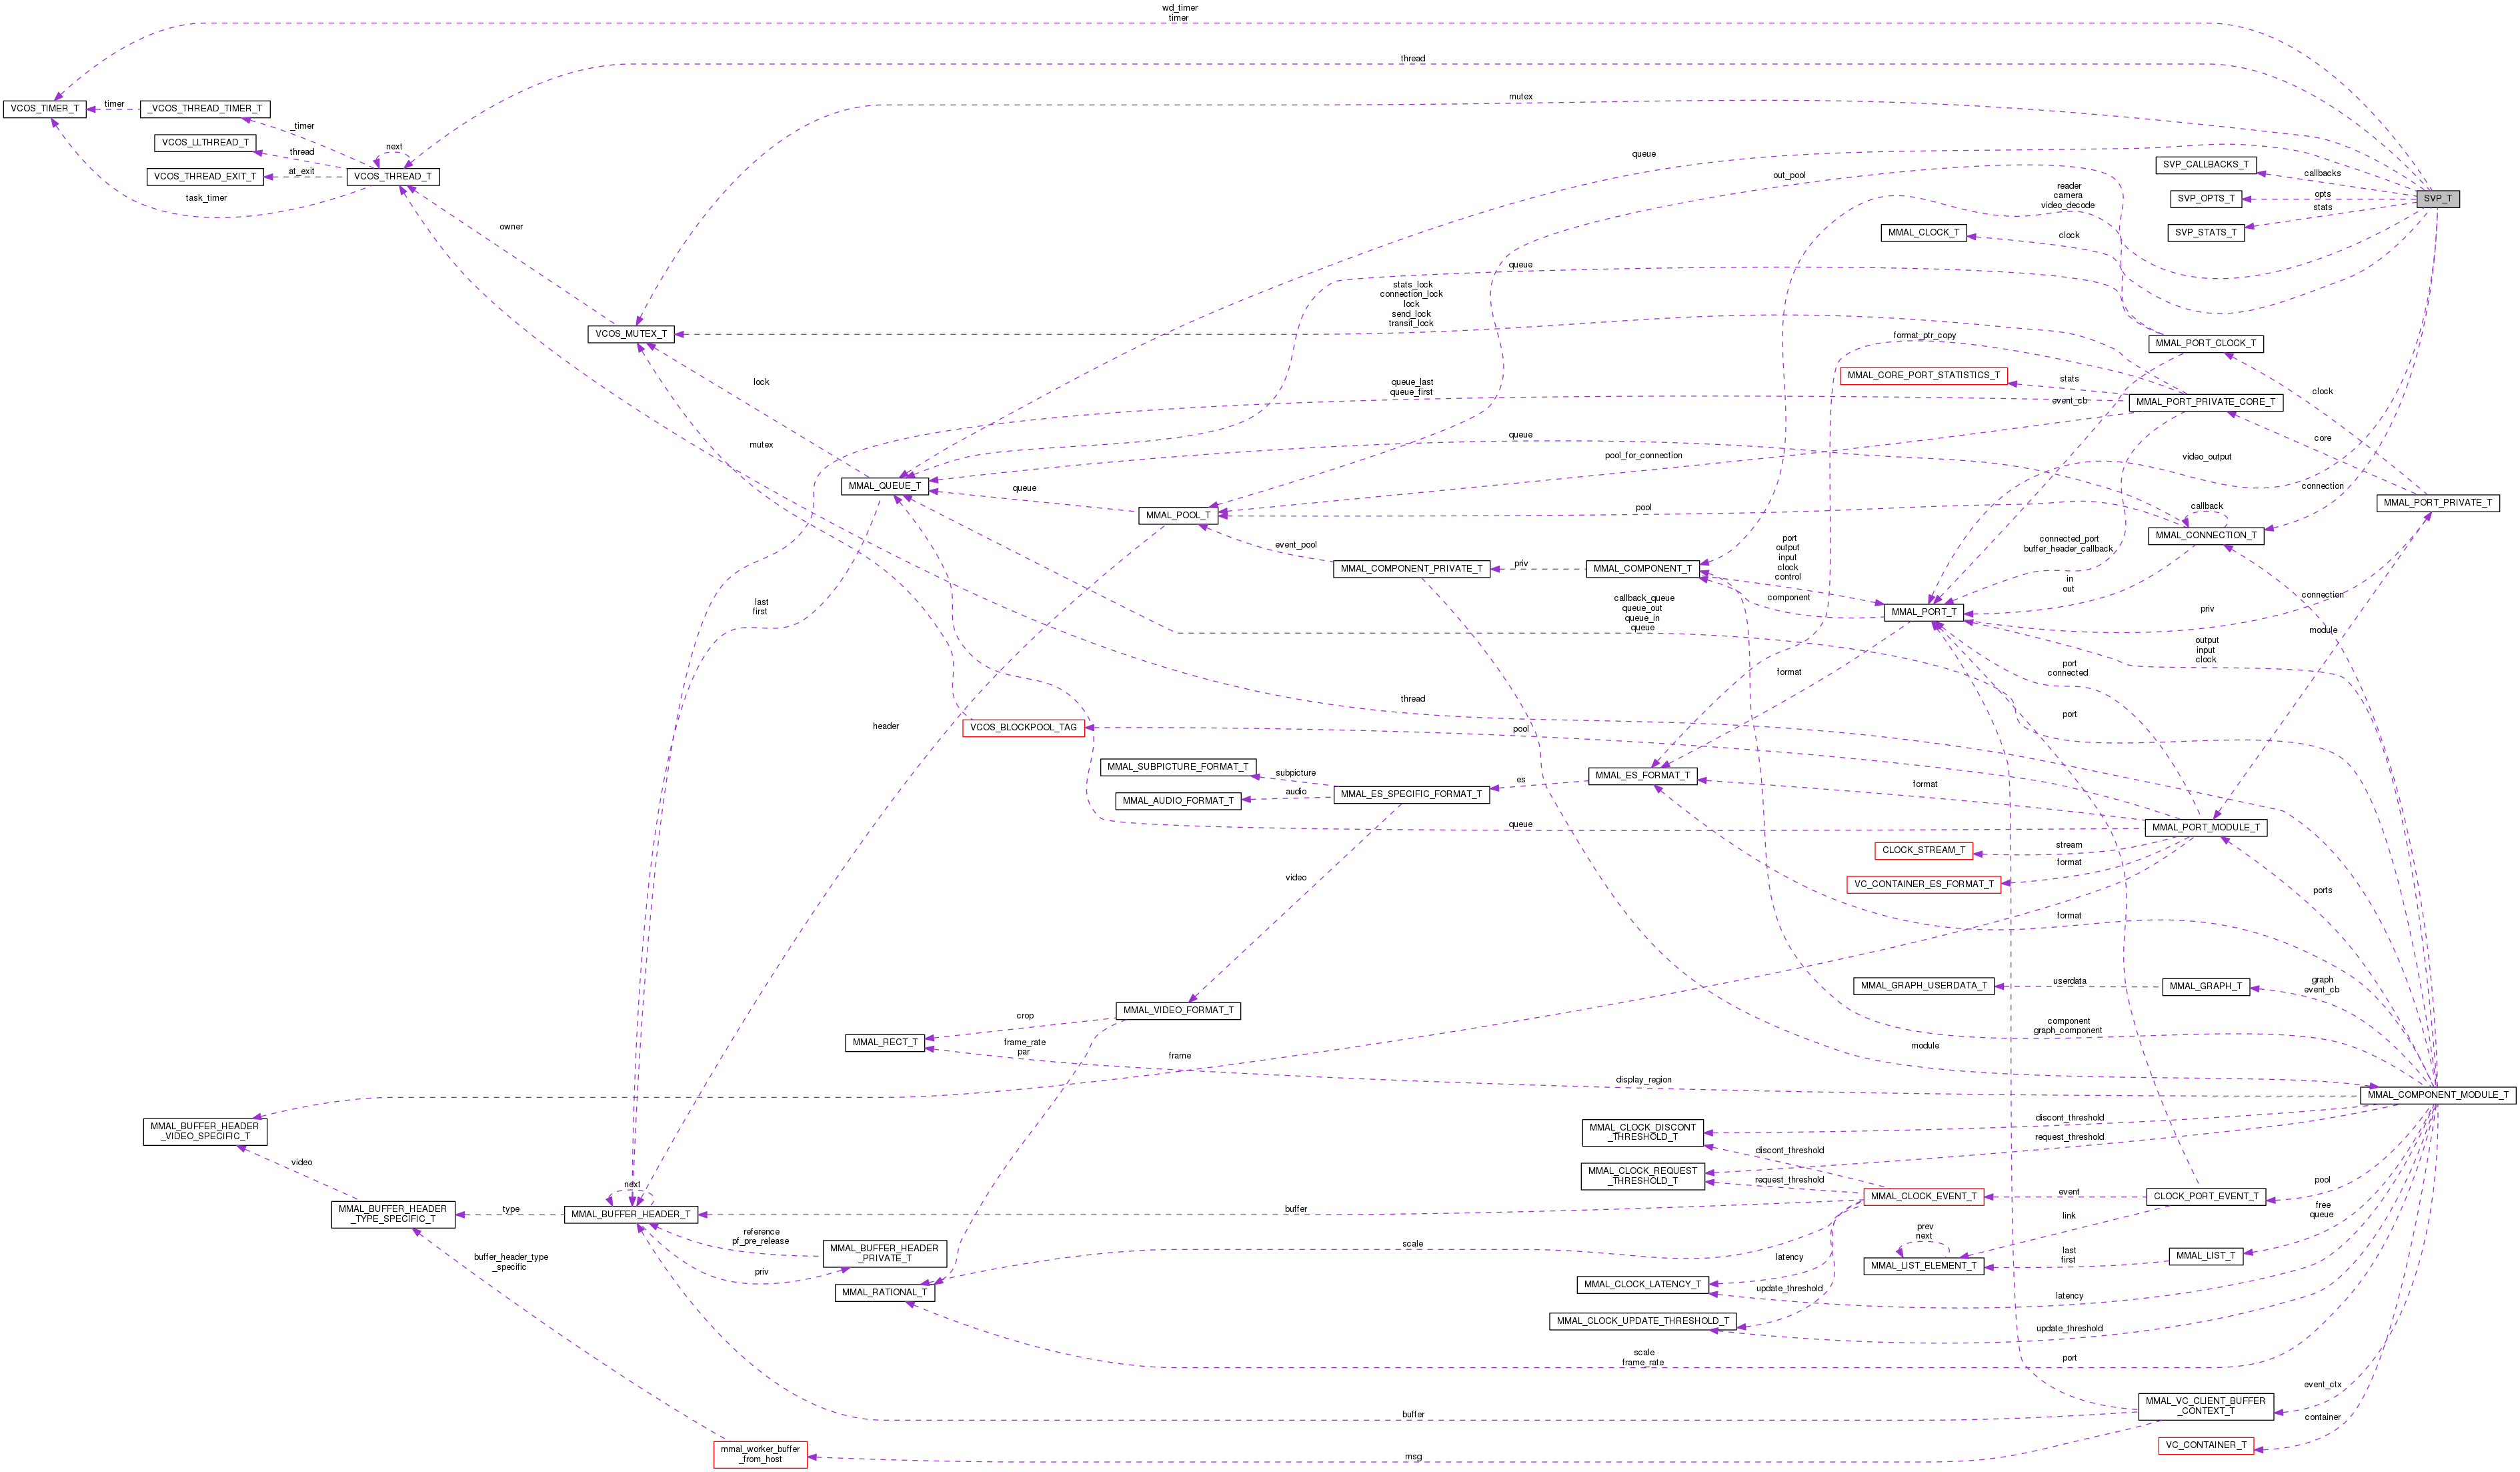 wd_timer
timer
thread
mutex
VCOS_TIMER_T
timer
_VCOS_THREAD_TIMER_T
_timer
VCOS_LLTHREAD_T
thread
next
VCOS_THREAD_EXIT_T
at_exit
VCOS_THREAD_T
task_timer
owner
queue
out_pool
reader
camera
video_decode
SVP_CALLBACKS_T
callbacks
SVP_OPTS_T
opts
SVP_T
SVP_STATS_T
stats
MMAL_CLOCK_T
clock
queue
stats_lock
connection_lock
lock
send_lock
transit_lock
VCOS_MUTEX_T
format_ptr_copy
MMAL_PORT_CLOCK_T
MMAL_CORE_PORT_STATISTICS_T
stats
lock
queue_last
queue_first
event_cb
MMAL_PORT_PRIVATE_CORE_T
clock
mutex
queue
core
pool_for_connection
video_output
MMAL_QUEUE_T
queue
connection
MMAL_POOL_T
pool
callback
MMAL_PORT_PRIVATE_T
MMAL_CONNECTION_T
event_pool
port
output
input
clock
control
connected_port
buffer_header_callback
MMAL_COMPONENT_PRIVATE_T
priv
MMAL_COMPONENT_T
in
out
last
first
callback_queue
queue_out
queue_in
queue
component
MMAL_PORT_T
priv
connection
module
output
input
clock
format
port
connected
thread
header
VCOS_BLOCKPOOL_TAG
pool
port
MMAL_SUBPICTURE_FORMAT_T
subpicture
MMAL_ES_FORMAT_T
es
MMAL_AUDIO_FORMAT_T
audio
MMAL_ES_SPECIFIC_FORMAT_T
format
queue
MMAL_PORT_MODULE_T
CLOCK_STREAM_T
stream
video
VC_CONTAINER_ES_FORMAT_T
format
ports
format
MMAL_GRAPH_USERDATA_T
userdata
MMAL_GRAPH_T
graph
event_cb
MMAL_VIDEO_FORMAT_T
crop
component
graph_component
MMAL_RECT_T
frame_rate
par
frame
module
display_region
MMAL_COMPONENT_MODULE_T
MMAL_BUFFER_HEADER
_VIDEO_SPECIFIC_T
MMAL_CLOCK_DISCONT
_THRESHOLD_T
discont_threshold
request_threshold
discont_threshold
video
MMAL_CLOCK_REQUEST
_THRESHOLD_T
request_threshold
next
MMAL_BUFFER_HEADER
_TYPE_SPECIFIC_T
type
MMAL_BUFFER_HEADER_T
buffer
MMAL_CLOCK_EVENT_T
event
CLOCK_PORT_EVENT_T
pool
link
free
queue
reference
pf_pre_release
MMAL_BUFFER_HEADER
_PRIVATE_T
scale
prev
next
latency
last
first
MMAL_LIST_T
MMAL_LIST_ELEMENT_T
buffer_header_type
_specific
priv
MMAL_RATIONAL_T
MMAL_CLOCK_LATENCY_T
update_threshold
latency
MMAL_CLOCK_UPDATE_THRESHOLD_T
update_threshold
scale
frame_rate
port
event_ctx
MMAL_VC_CLIENT_BUFFER
_CONTEXT_T
buffer
container
mmal_worker_buffer
_from_host
msg
VC_CONTAINER_T